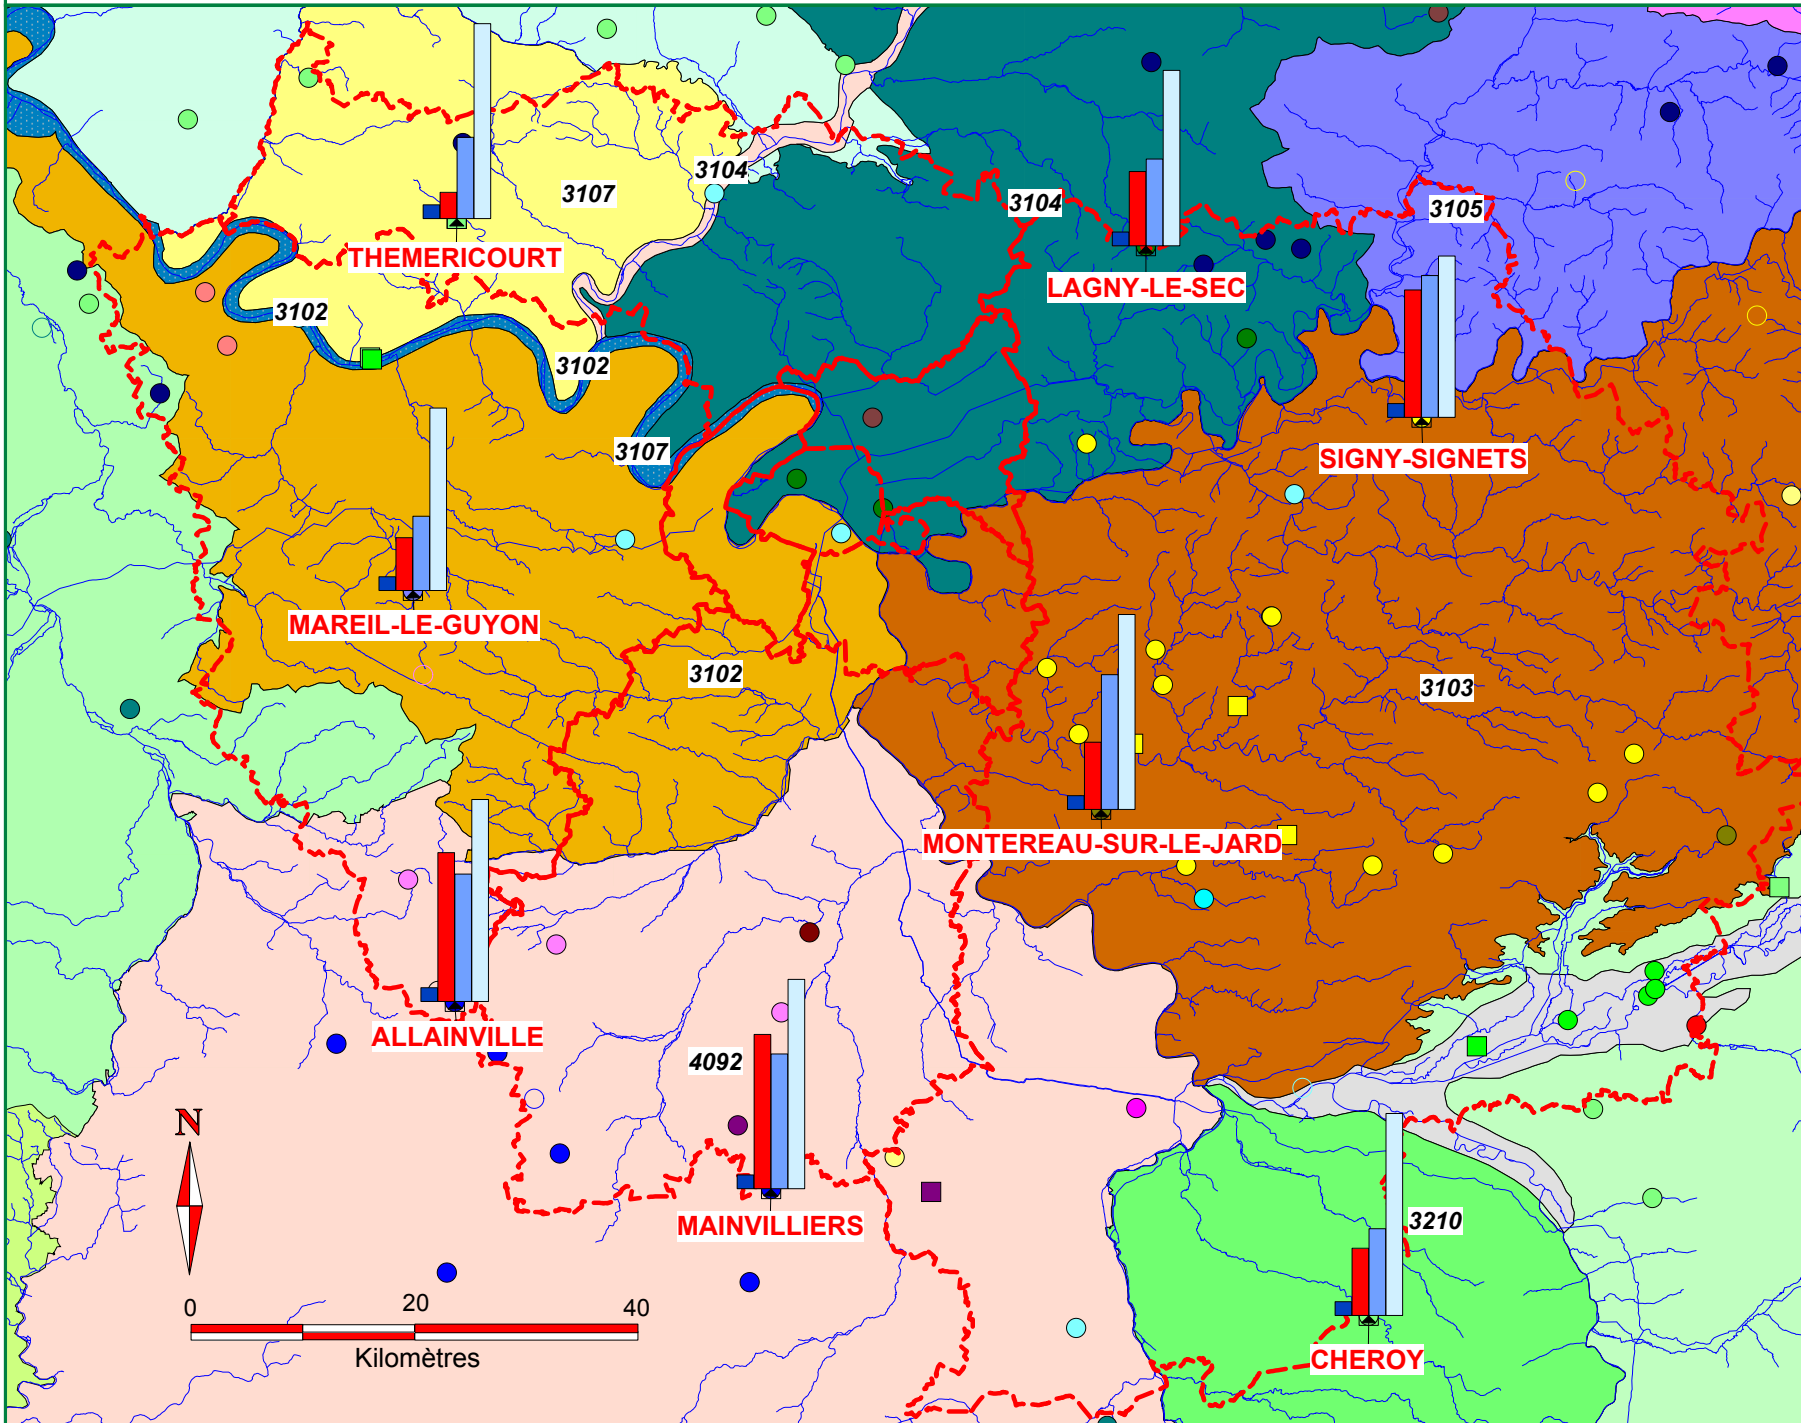 3104
3107
3104
3105
THEMERICOURT
LAGNY-LE-SEC
3102
3102
3107
SIGNY-SIGNETS
MAREIL-LE-GUYON
3102
3103
MONTEREAU-SUR-LE-JARD
ALLAINVILLE
4092
N
MAINVILLIERS
3210
0 20 40
Kilomètres
CHEROY